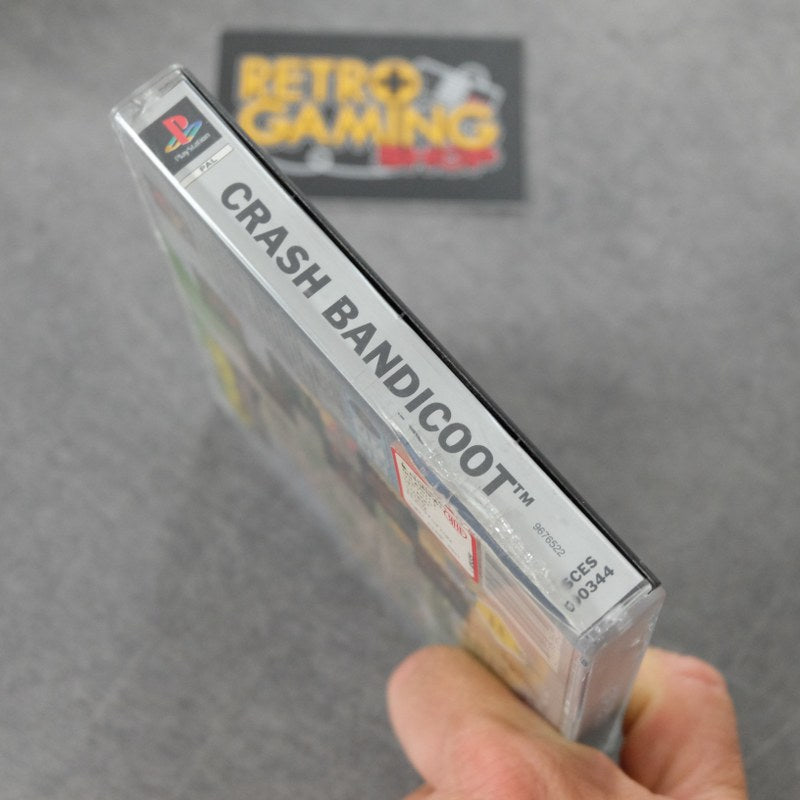 RETRO
GAMING
SHOP
PlayStation
PAL
CRASH BANDICOOT™
9676522
SCES
00344